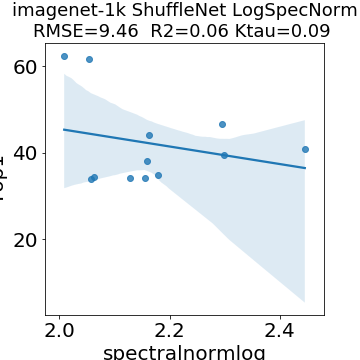 imagenet-1k ShuffleNet LogSpecNorm
RMSE=9.46 R2=0.06 Ktau=0.09
60
40
20
2.0 2.2 2.4
spectralnormlog